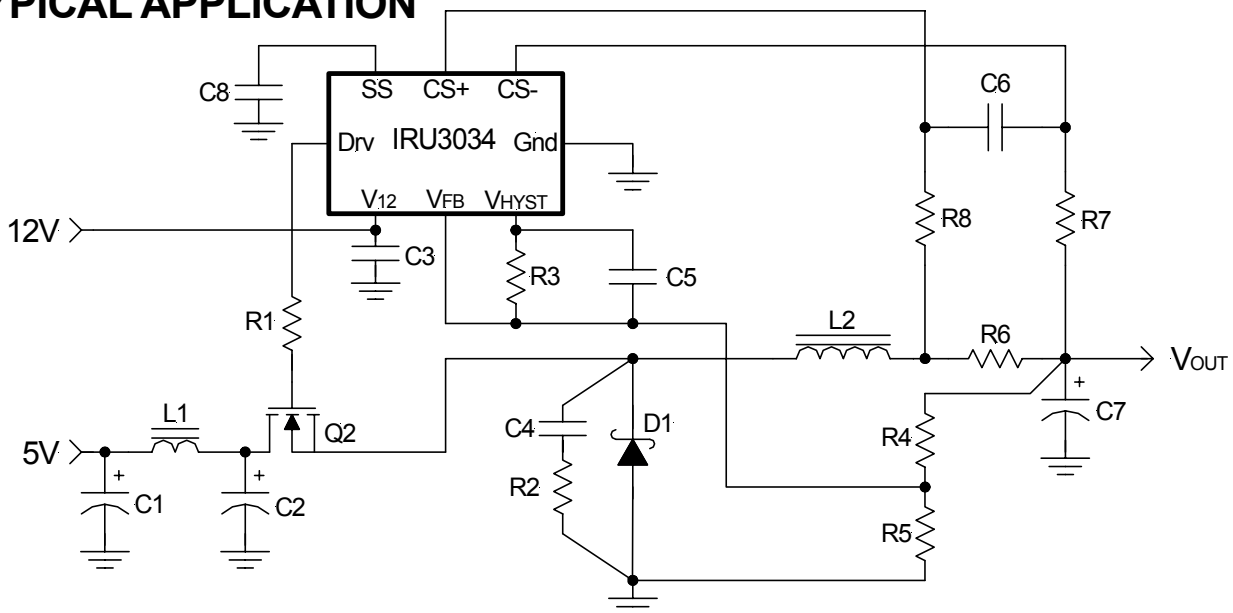 YPICAL APPLICATION
C8
SS CS+ CS-
C6
Drv IRU3034 Gnd
V12 VFB VHYST
R8
R7
12V
C3
R3
C5
R1
L2
R6
VOUT
L1
Q2
C4
D1
+
C7
R4
5V
+
C1
+
C2
R2
R5